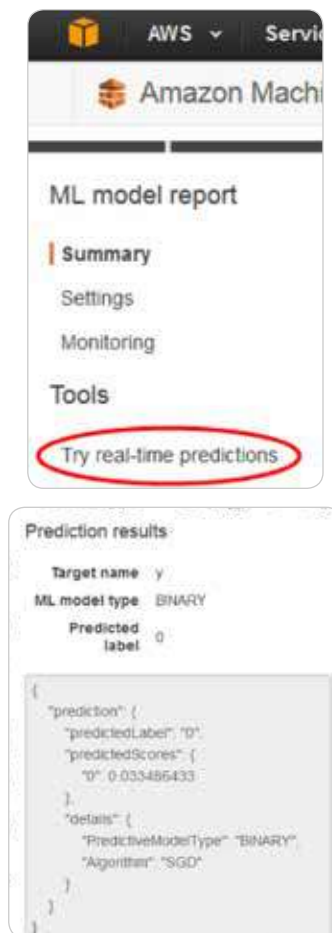 AWS Servic
Amazon Machi
ML model report
Summary
Settings
Monitoring
Tools
Try real-time predictions
Prediction results
Target name y
ML model type BINARY
Predicted label 0
{
"prediction": {
"predictedLabel": "0",
"predictedScores": {
"0": 0.033486433
},
"details": {
"PredictiveModelType": "BINARY",
"Algorithm": "SGD"
}
}
}